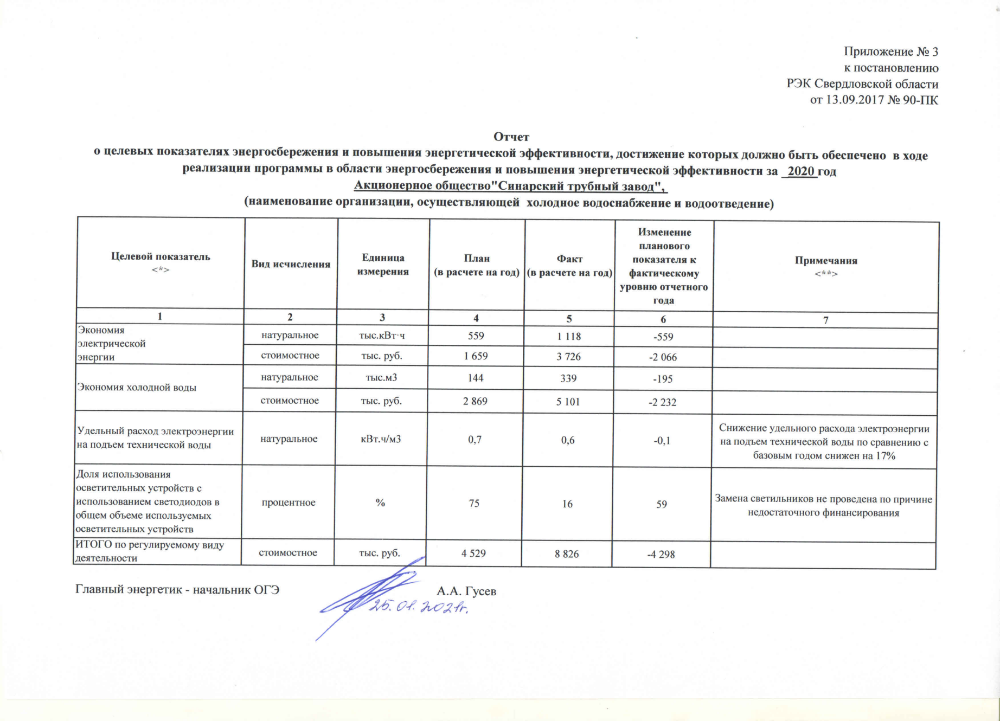 Приложение № 3
к постановлению
РЭК Свердловской области
от 13.09.2017 № 90-ПК
Отчет
о целевых показателях энергосбережения и повышения энергетической эффективности, достижение которых должно быть обеспечено в ходе
реализации программы в области энергосбережения и повышения энергетической эффективности за _2020 год
Акционерное общество"Синарский трубный завод",
(наименование организации, осуществляющей холодное водоснабжение и водоотведение)
Целевой показатель
<*>
Вид исчисления
Единица
измерения
План
(в расчете на год)
Факт
(в расчете на год)
Изменение
планового
показателя к
фактическому
уровню отчетного
года
Примечания
<**>
1 2 3 4 5 6 7
Экономия
электрической
энергии
натуральное тыс.кВт·ч 559 1 118 -559
стоимостное тыс. руб. 1 659 3 726 -2 066
Экономия холодной воды
натуральное тыс.м3 144 339 -195
стоимостное тыс. руб. 2 869 5 101 -2 232
Удельный расход электроэнергии
на подъем технической воды
натуральное кВт.ч/м3 0,7 0,6 -0,1
Снижение удельного расхода электроэнергии
на подъем технической воды по сравнению с
базовым годом снижен на 17%
Доля использования
осветительных устройств с
использованием светодиодов в
общем объеме используемых
осветительных устройств
процентное % 75 16 59
Замена светильников не проведена по причине
недостаточного финансирования
ИТОГО по регулируемому виду
деятельности
стоимостное тыс. руб. 4 529 8 826 -4 298
Главный энергетик - начальник ОГЭ А.А. Гусев
25.01.2021г.